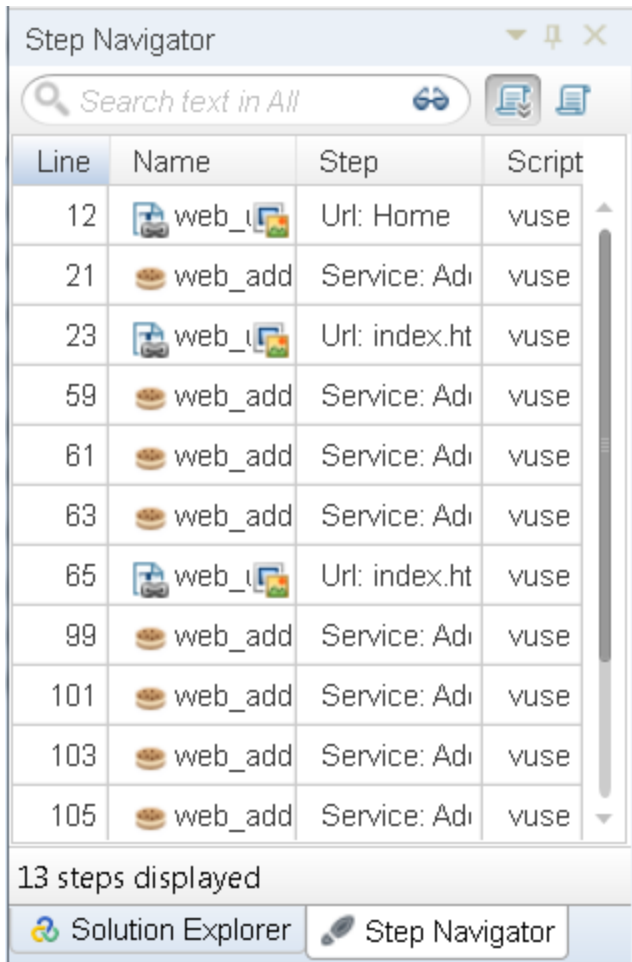 Step Navigator
Search text in All
Line Name Step Script
12 web_u Url: Home vuse
21 web_add Service: Ad
vuse
23 web_u Url: index.ht vuse
59 web_add Service: Ad vuse
61 web_add Service: Ad vuse
63 web_add Service: Ad vuse
65 web_u Url: index.ht vuse
99 web_add Service: Ad vuse
101 web_add Service: Ad vuse
103 web_add Service: Ad vuse
105 web_add Service: Ad vuse
13 steps displayed
Solution Explorer Step Navigator